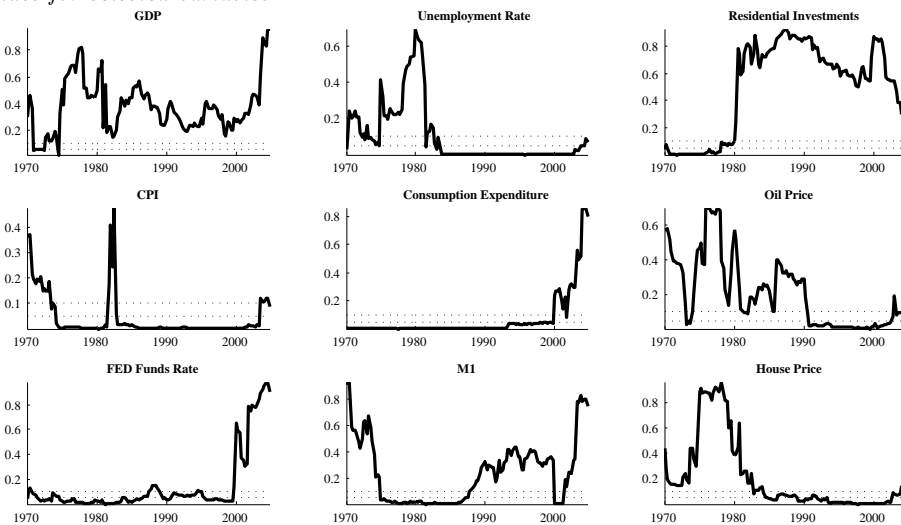 GDP Unemployment Rate Residential Investments
0.8 0.6 0.8
0.6 0.4 0.6
0.4 0.2 0.4
0.2 0.2
1970 1980 1990 2000 1970 1980 1990 2000 1970 1980 1990 2000
CPI Consumption Expenditure Oil Price
0.4 0.8 0.6
0.3 0.6 0.4
0.2 0.4 0.2
0.1 0.2
1970 1980 1990 2000 1970 1980 1990 2000 1970 1980 1990 2000
FED Funds Rate M1 House Price
0.8 0.8 0.8
0.6 0.6 0.6
0.4 0.4 0.4
0.2 0.2 0.2
1970 1980 1990 2000 1970 1980 1990 2000 1970 1980 1990 2000